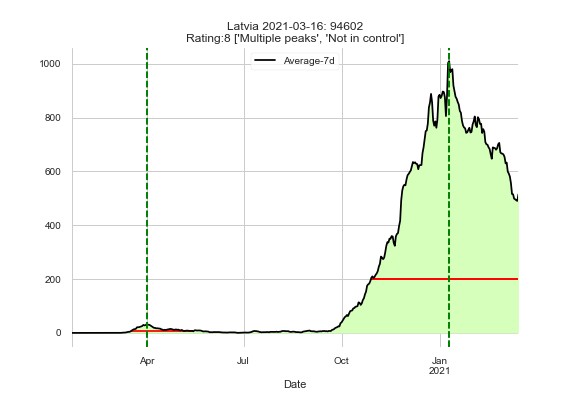 Latvia 2021-03-16: 94602
Rating:8 ['Multiple peaks', 'Not in control']
Average-7d
1000
800
600
400
200
0
Apr
Jul
Oct
Jan
2021
Date